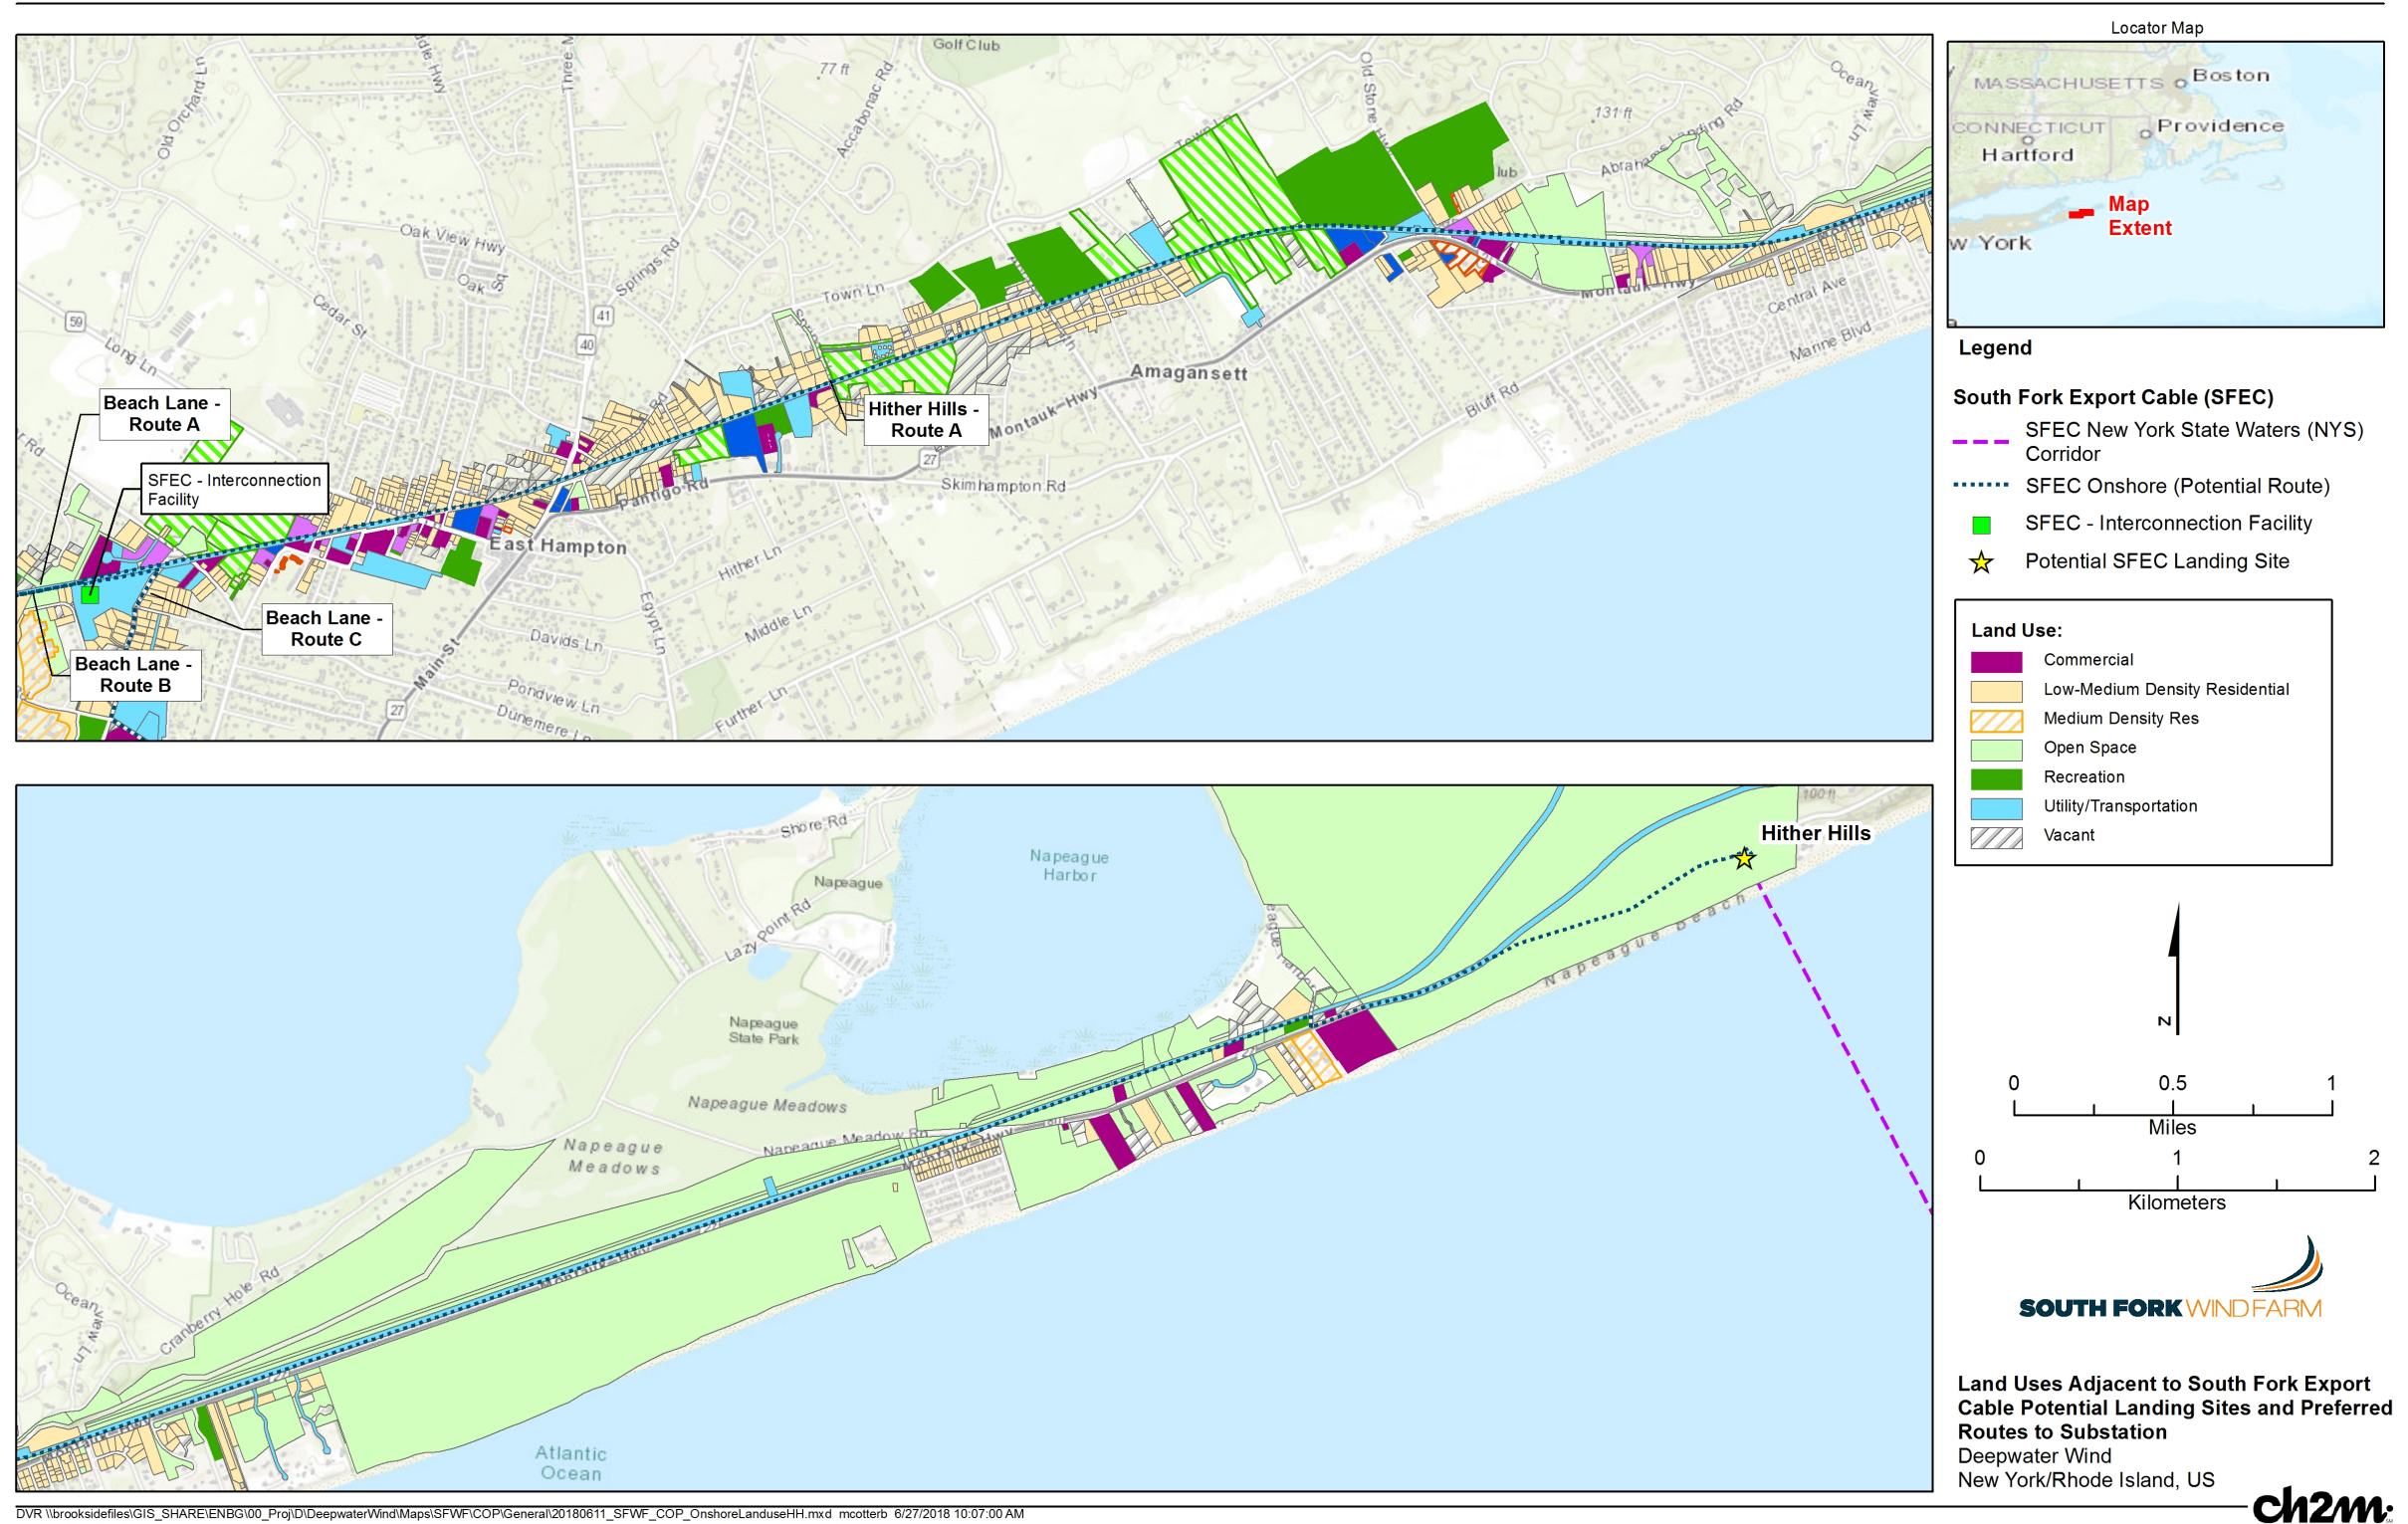 Golf Club
77 ft
Old Orchard Ln
Accabonac Rd
Old Stone Hwy
131 ft
Abrahams Landing Rd
Oceanview Ln
Oak View Hwy
Springs Rd
Cedar St
Town Ln
59
41
40
Long Ln
Beach Lane -
Route A
SFEC - Interconnection
Facility
Hither Hills -
Route A
Amagansett
Montauk Hwy
27
Skimhampton Rd
Pantigo Rd
East Hampton
Hither Ln
Egypt Ln
Middle Ln
Davids Ln
Main St
Pondview Ln
Dunemere Ln
Further Ln
27
Bluff Rd
Central Ave
Marine Blvd
Montauk Hwy
Beach Lane -
Route C
Beach Lane -
Route B
Shore Rd
Napeague
Harbor
Napeague
Lazy Point Rd
Napeague
State Park
Napeague Meadows
Napeague
Meadows
Napeague Meadow Rd
Montauk Hwy
Cranberry Hole Rd
Oceanview Ln
Atlantic
Ocean
Napeague Beach
100 ft
Hither Hills
Locator Map
MASSACHUSETTS
Boston
CONNECTICUT
Providence
Hartford
w York
Map
Extent
Legend
South Fork Export Cable (SFEC)
SFEC New York State Waters (NYS)
Corridor
SFEC Onshore (Potential Route)
SFEC - Interconnection Facility
Potential SFEC Landing Site
Land Use:
Commercial
Low-Medium Density Residential
Medium Density Res
Open Space
Recreation
Utility/Transportation
Vacant
N
0 0.5 1
Miles
0 1 2
Kilometers
SOUTH FORK WIND FARM
Land Uses Adjacent to South Fork Export
Cable Potential Landing Sites and Preferred
Routes to Substation
Deepwater Wind
New York/Rhode Island, US
ch2m:
DVR \\brooksidefiles\GIS_SHARE\ENBG\00_Proj\D\DeepwaterWind\Maps\SFWF\COP\General\20180611_SFWF_COP_OnshoreLanduseHH.mxd mcotterb 6/27/2018 10:07:00 AM